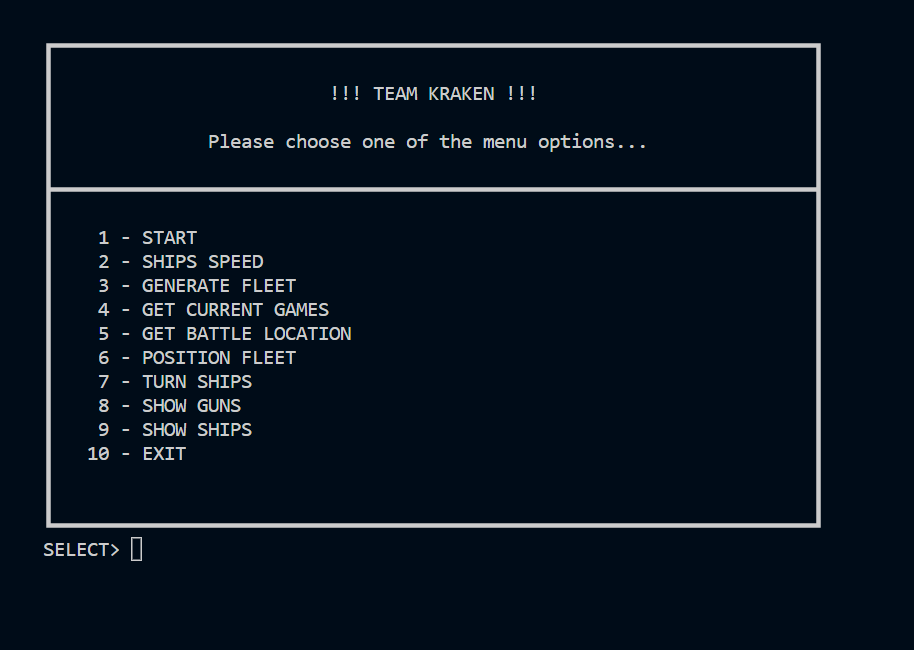 !!! TEAM KRAKEN !!!
Please choose one of the menu options...
1 - START
2 - SHIPS SPEED
3 - GENERATE FLEET
4 - GET CURRENT GAMES
5 - GET BATTLE LOCATION
6 - POSITION FLEET
7 - TURN SHIPS
8 - SHOW GUNS
9 - SHOW SHIPS
10 - EXIT
SELECT>